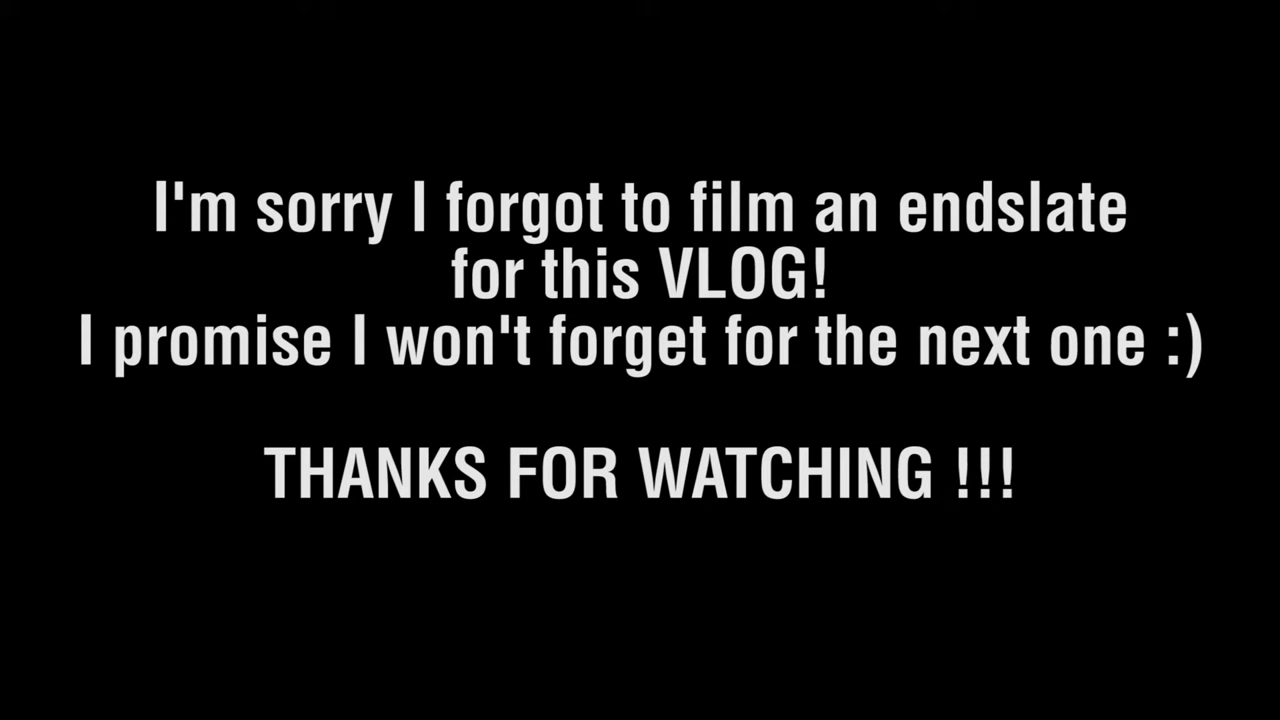 I'm sorry I forgot to film an endslate
for this VLOG!
I promise I won't forget for the next one :)
THANKS FOR WATCHING !!!